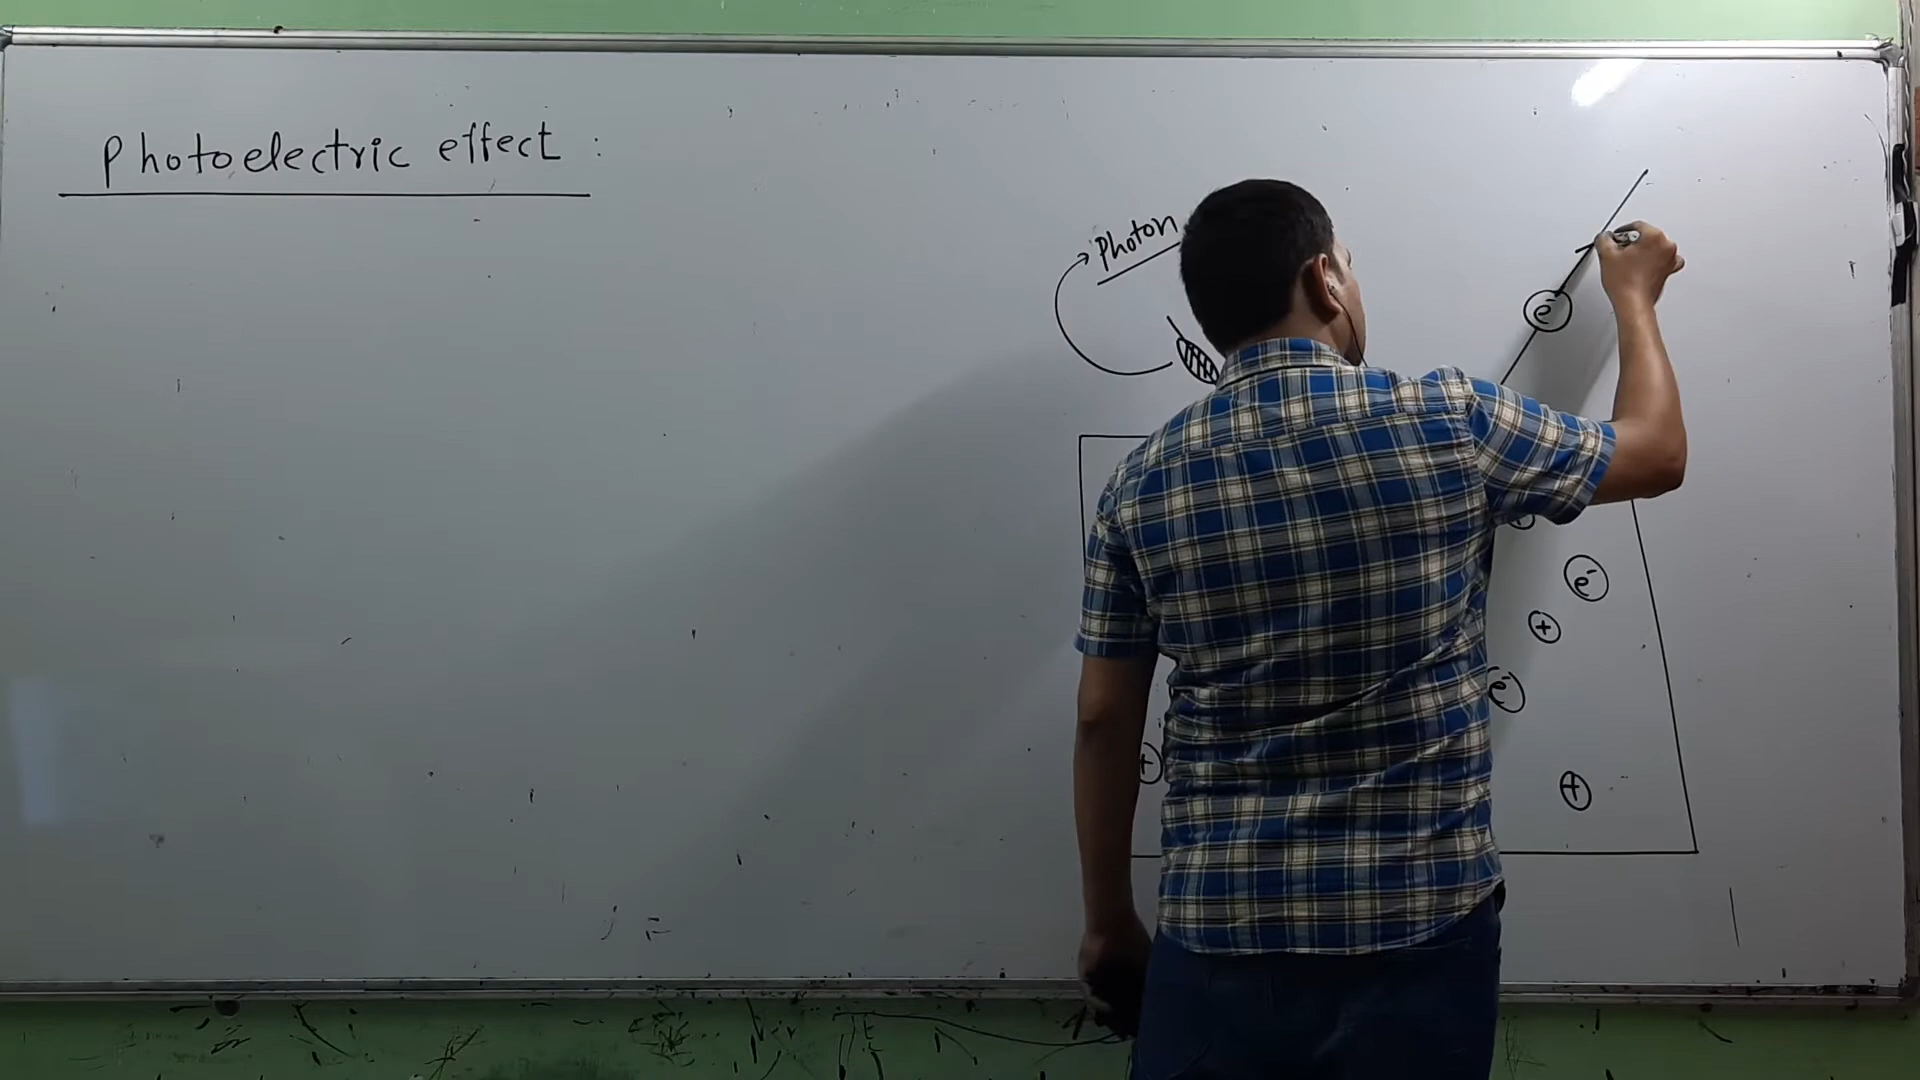 Photoelectric effect :
Photon
e⁻
e⁻
+
e⁻
+
+